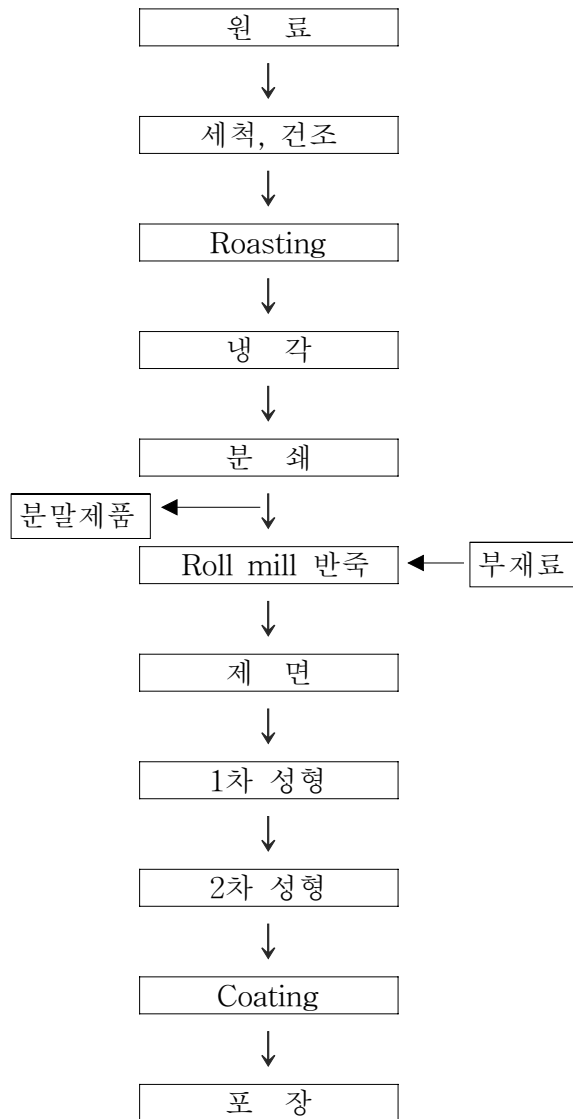 원 료
세척, 건조
Roasting
냉 각
분 쇄
분말제품
Roll mill 반죽
부재료
제 면
1차 성형
2차 성형
Coating
포 장